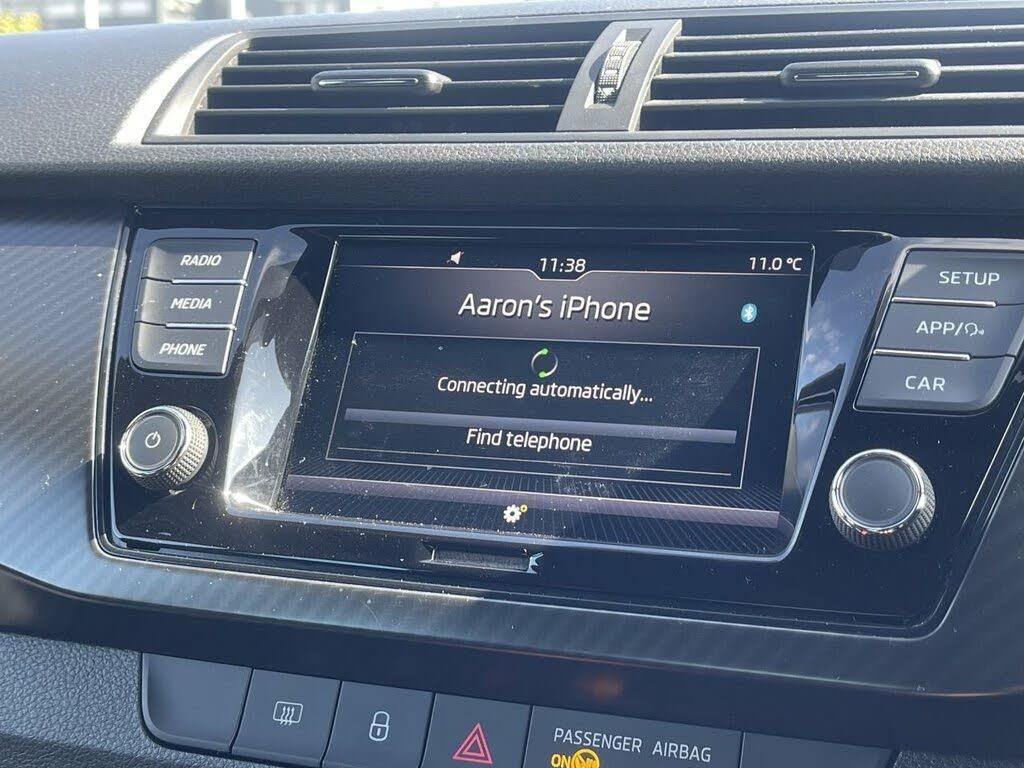 RADIO
MEDIA
PHONE
11:38
11.0 °C
Aaron's iPhone
Connecting automatically...
Find telephone
SETUP
APP/
CAR
PASSENGER AIRBAG
ON